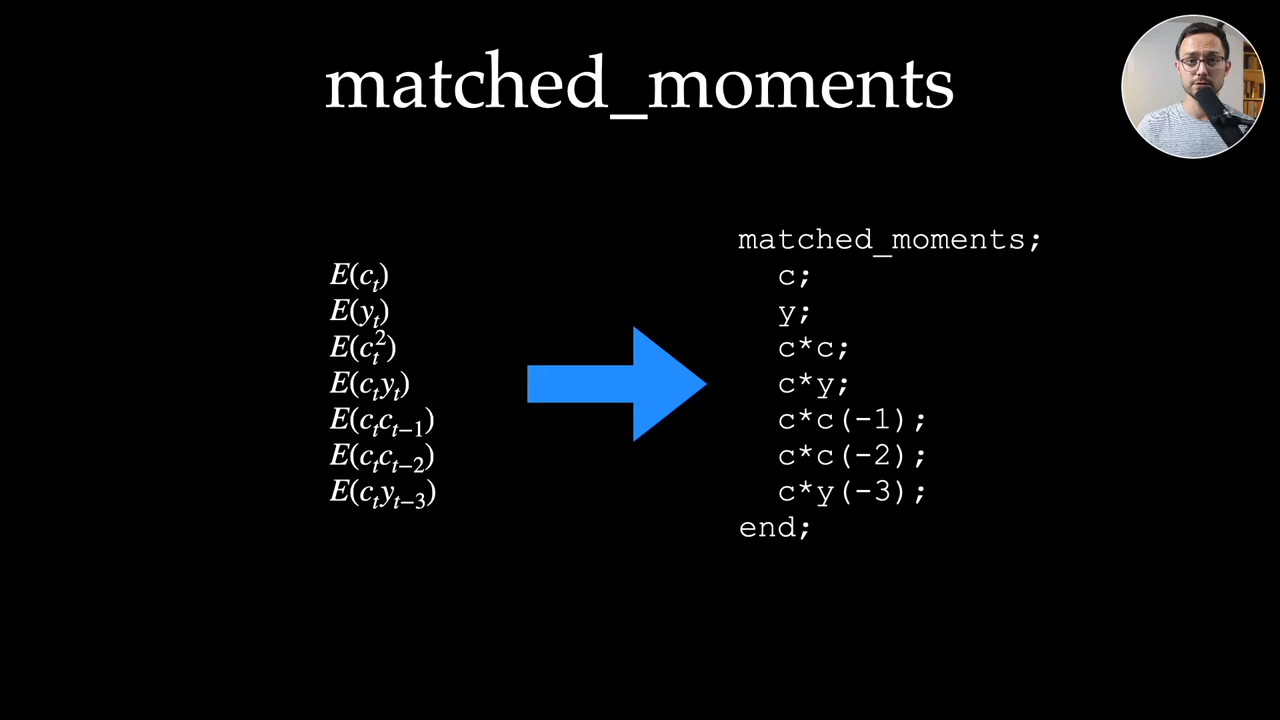 matched_moments
E(c_t)
E(y_t)
E(c_t^2)
E(c_t y_t)
E(c_t c_{t−1})
E(c_t c_{t−2})
E(c_t y_{t−3})
matched_moments;
c;
y;
c*c;
c*y;
c*c(-1);
c*c(-2);
c*y(-3);
end;